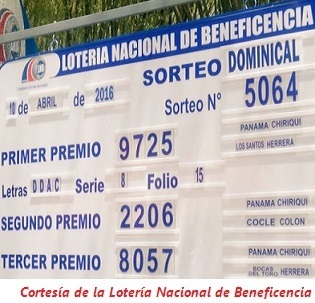 LOTERIA NACIONAL DE BENEFICENCIA
SORTEO DOMINICAL
10 de ABRIL de 2016 Sorteo N° 5064
PRIMER PREMIO 9725 PANAMA CHIRIQUI
LOS SANTOS HERRERA
Letras DDAC Serie 8 Folio 15
SEGUNDO PREMIO 2206 PANAMA CHIRIQUI
COCLE COLON
TERCER PREMIO 8057 PANAMA CHIRIQUI
BOCAS DEL TORO HERRERA
Cortesía de la Lotería Nacional de Beneficencia